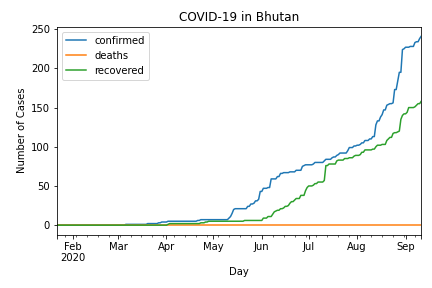 COVID-19 in Bhutan
confirmed
deaths
recovered
Number of Cases
250
200
150
100
50
0
Feb Mar Apr May Jun Jul Aug Sep
2020
Day